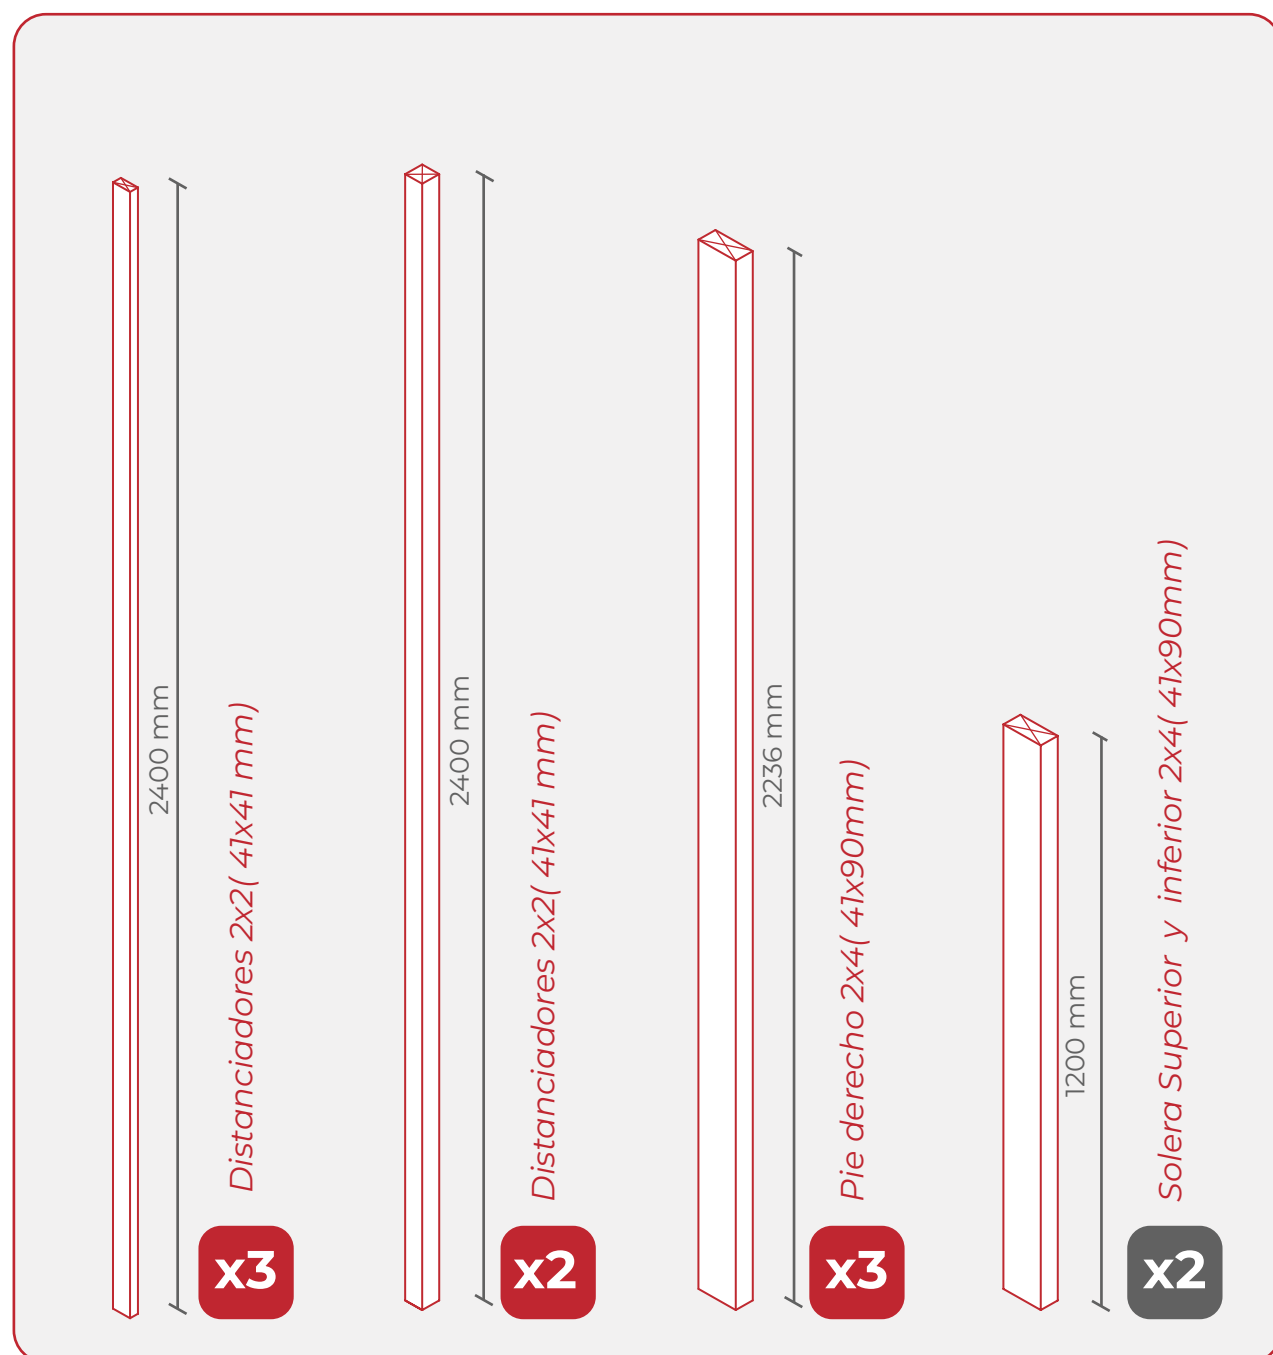 2400 mm
Distanciadores 2x2( 41x41 mm)
x3
2400 mm
Distanciadores 2x2( 41x41 mm)
x2
2236 mm
Pie derecho 2x4( 41x90mm)
x3
1200 mm
Solera Superior y inferior 2x4( 41x90mm)
x2